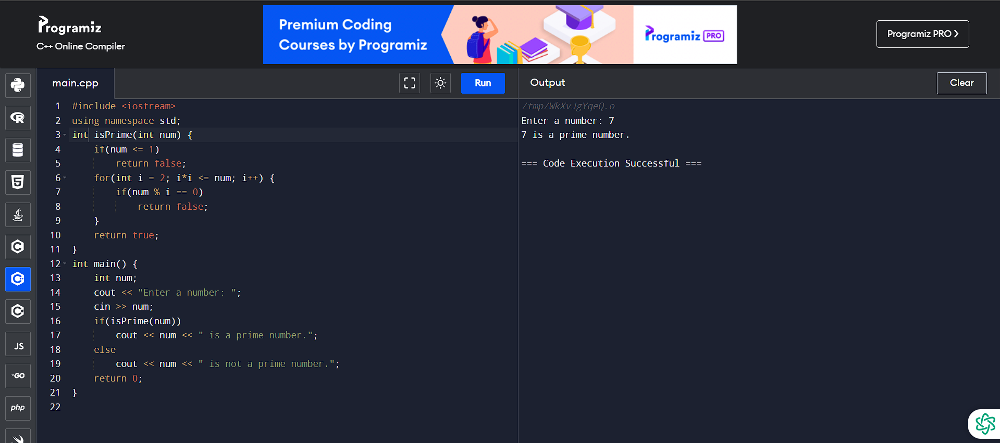 Programiz
C++ Online Compiler
Premium Coding
Courses by Programiz
Programiz PRO
Programiz PRO ❯
main.cpp
Run
Output
Clear
1 #include <iostream>
2 using namespace std;
3 int isPrime(int num) {
4     if(num <= 1)
5         return false;
6     for(int i = 2; i*i <= num; i++) {
7         if(num % i == 0)
8             return false;
9     }
10     return true;
11 }
12 int main() {
13     int num;
14     cout << "Enter a number: ";
15     cin >> num;
16     if(isPrime(num))
17         cout << num << " is a prime number.";
18     else
19         cout << num << " is not a prime number.";
20     return 0;
21 }
22
/tmp/WkXvJgYqeQ.o
Enter a number: 7
7 is a prime number.
=== Code Execution Successful ===
R
5
C
C++
C#
JS
GO
php